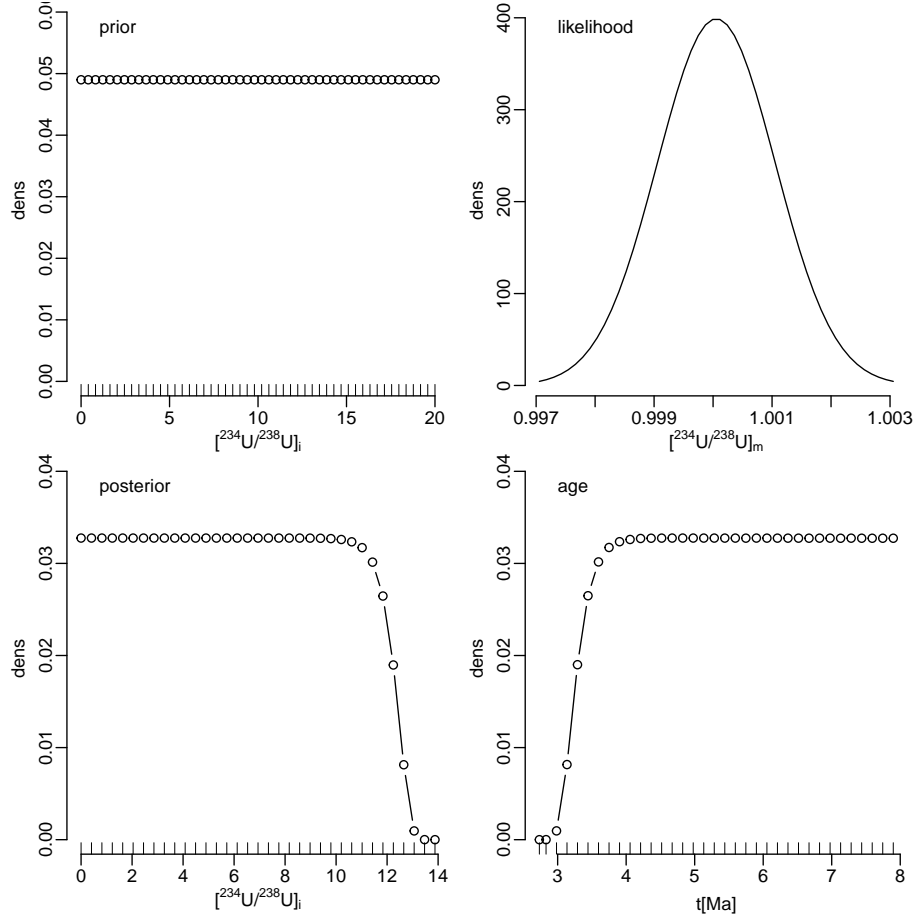 prior
dens
0.00 0.01 0.02 0.03 0.04 0.05 0.0
0 5 10 15 20
[²³⁴U/²³⁸U]ᵢ
likelihood
dens
0 100 200 300 400
0.997 0.999 1.001 1.003
[²³⁴U/²³⁸U]ₘ
posterior
dens
0.00 0.01 0.02 0.03 0.04
0 2 4 6 8 10 12 14
[²³⁴U/²³⁸U]ᵢ
age
dens
0.00 0.01 0.02 0.03 0.04
3 4 5 6 7 8
t[Ma]